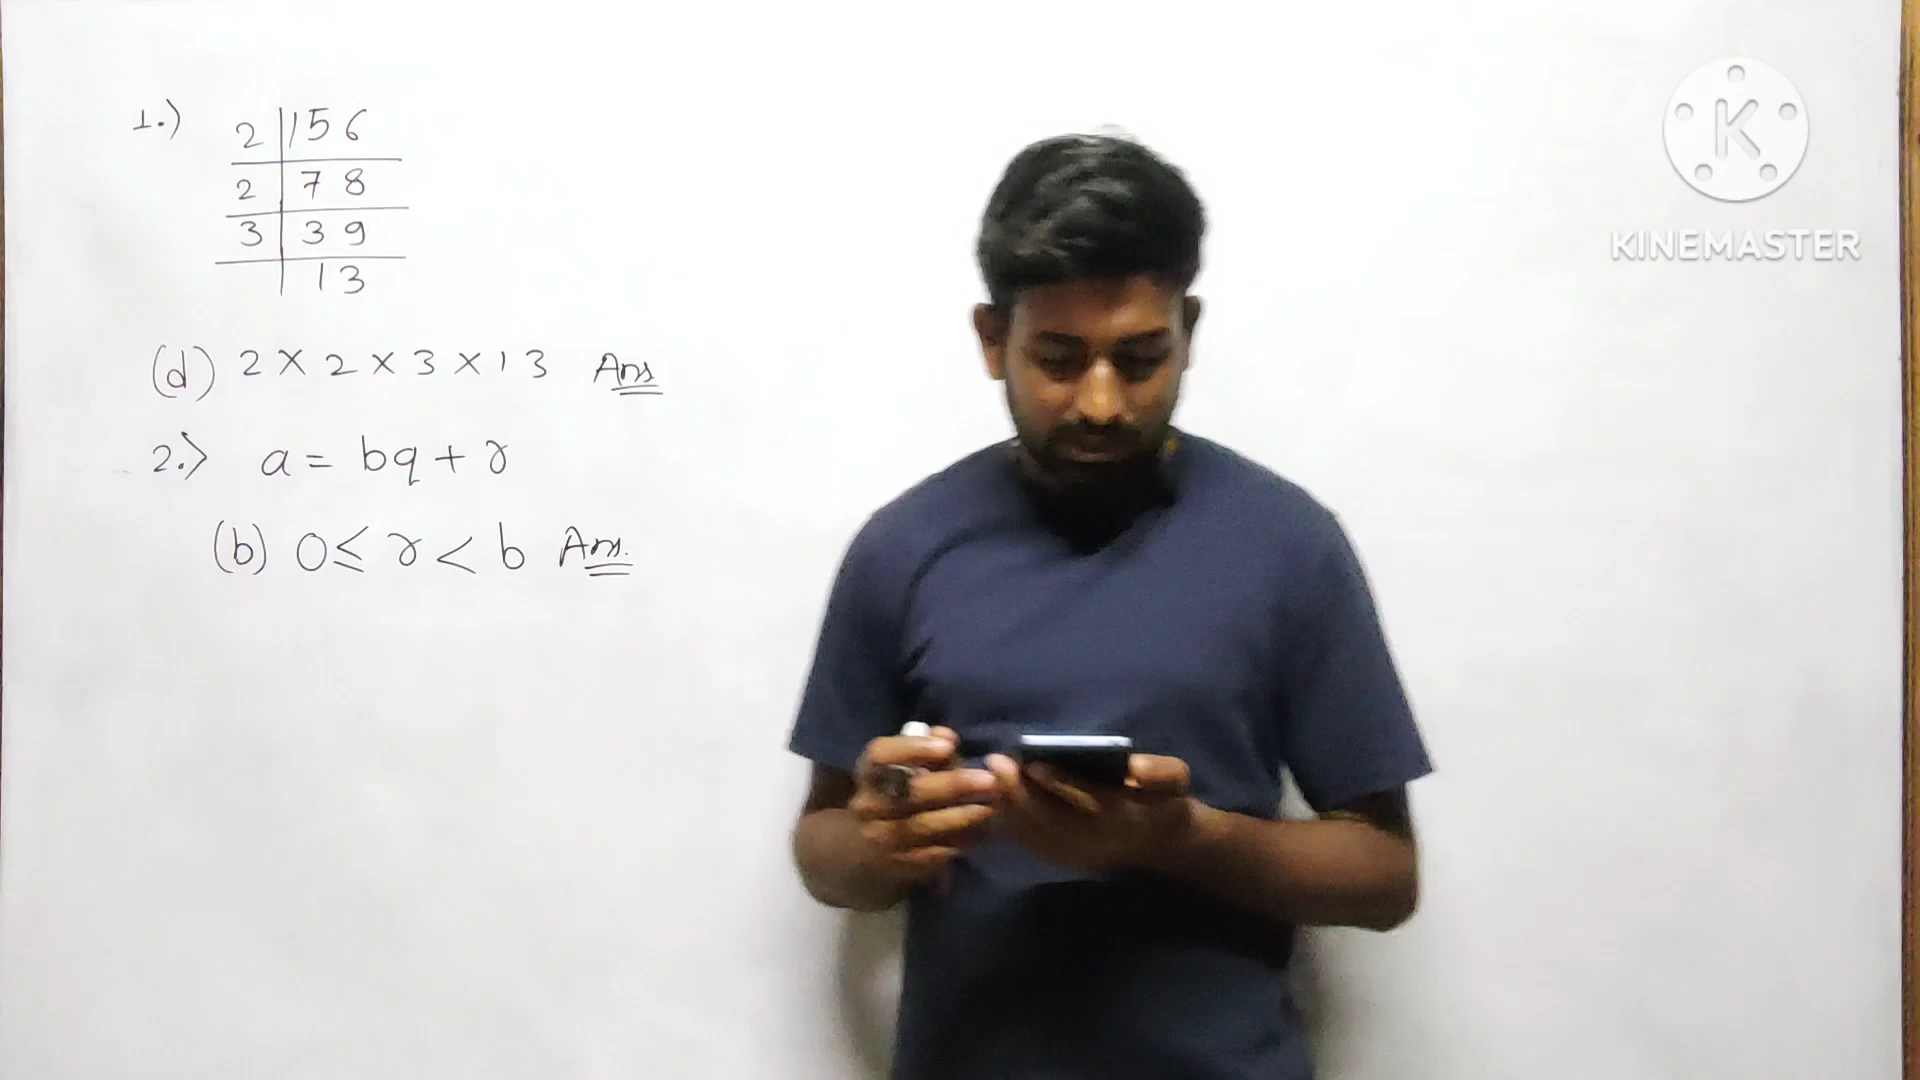 1.) 2 | 156
2 | 78
3 | 39
13
(d) 2 × 2 × 3 × 13 Ans
2.> a = bq + r
(b) 0 ≤ r < b Ans.
K
KINEMASTER